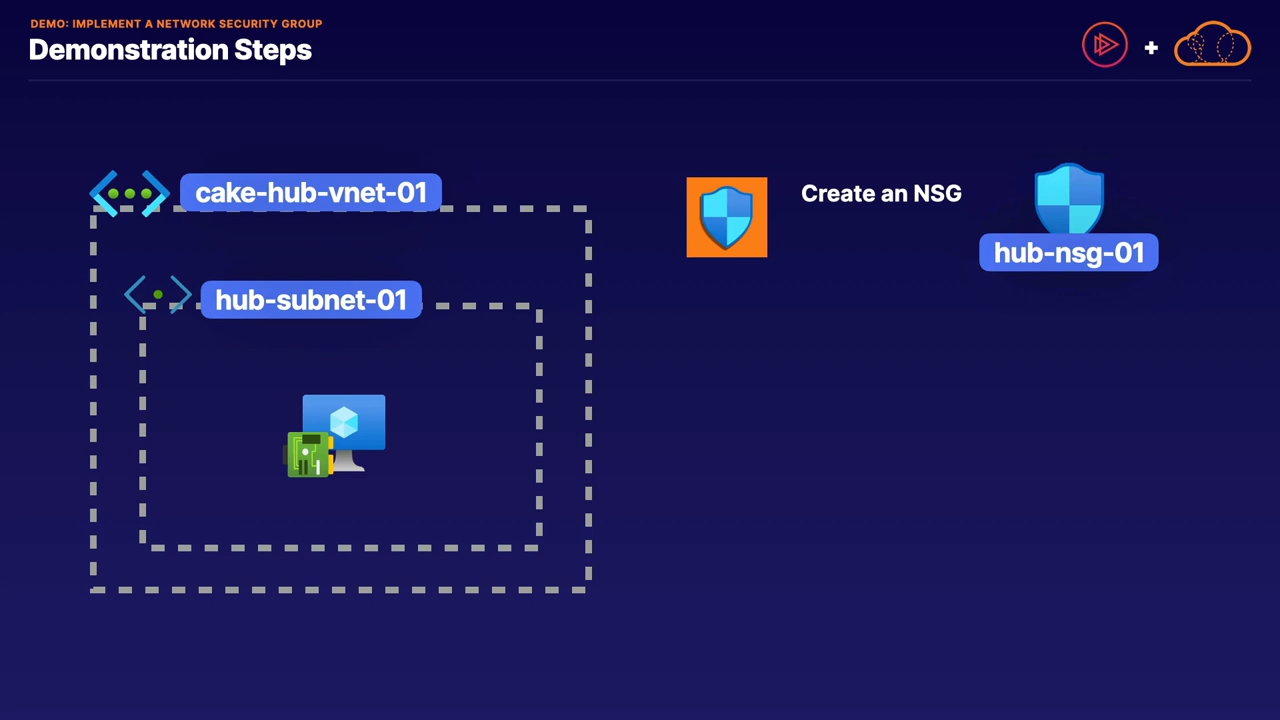 DEMO: IMPLEMENT A NETWORK SECURITY GROUP
Demonstration Steps
+
cake-hub-vnet-01
hub-subnet-01
Create an NSG
hub-nsg-01